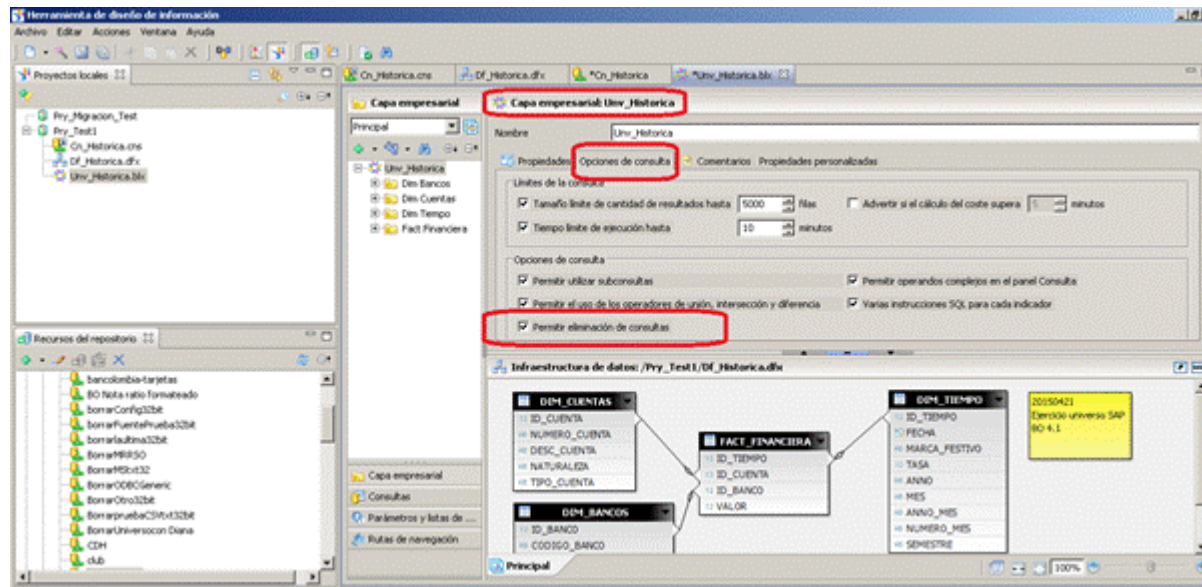 Herramienta de diseño de información
Archivo Editar Acciones Ventana Ayuda
Proyectos locales
Pry_Migracion_Test
Pry_Test1
Cn_Historica.cns
Df_Historica.dfx
Unv_Historica.blx
Recursos del repositorio
bancolombia-tarjetas
BO Nota ratio formateado
borrarConfig32bit
borrarFuentePrueba32Bit
borrarlaultima32Bit
BorrarMRRSO
BorrarMStxt32
BorrarODBCGeneric
BorrarOtro32bit
BorrarpruebaCSVtxt32bit
BorrarUniversocon Diana
CDH
club
Cn_Historica.cns
Df_Historica.dfx
*Cn_Historica
*Unv_Historica.blx
Capa empresarial
Principal
Unv_Historica
Dim Bancos
Dim Cuentas
Dim Tiempo
Fact Financiera
Capa empresarial
Consultas
Parámetros y listas de ....
Rutas de navegación
Capa empresarial: Unv_Historica
Nombre Unv_Historica
Propiedades Opciones de consulta Comentarios Propiedades personalizadas
Límites de la consulta
Tamaño límite de cantidad de resultados hasta 5000 filas
Advertir si el cálculo del coste supera 5 minutos
Tiempo límite de ejecución hasta 10 minutos
Opciones de consulta
Permitir utilizar subconsultas
Permitir operandos complejos en el panel Consulta
Permitir el uso de los operadores de unión, intersección y diferencia
Varias instrucciones SQL para cada indicador
Permitir eliminación de consultas
Infraestructura de datos: /Pry_Test1/Df_Historica.dfx
DIM_CUENTAS
ID_CUENTA
NUMERO_CUENTA
DESC_CUENTA
NATURALEZA
TIPO_CUENTA
DIM_BANCOS
ID_BANCO
CODIGO_BANCO
FACT_FINANCIERA
ID_TIEMPO
ID_CUENTA
ID_BANCO
VALOR
DIM_TIEMPO
ID_TIEMPO
FECHA
MARCA_FESTIVO
TASA
ANNO
MES
ANNO_MES
NUMERO_MES
SEMESTRE
20150421
Ejercicio universo SAP
BO 4.1
Principal
100%